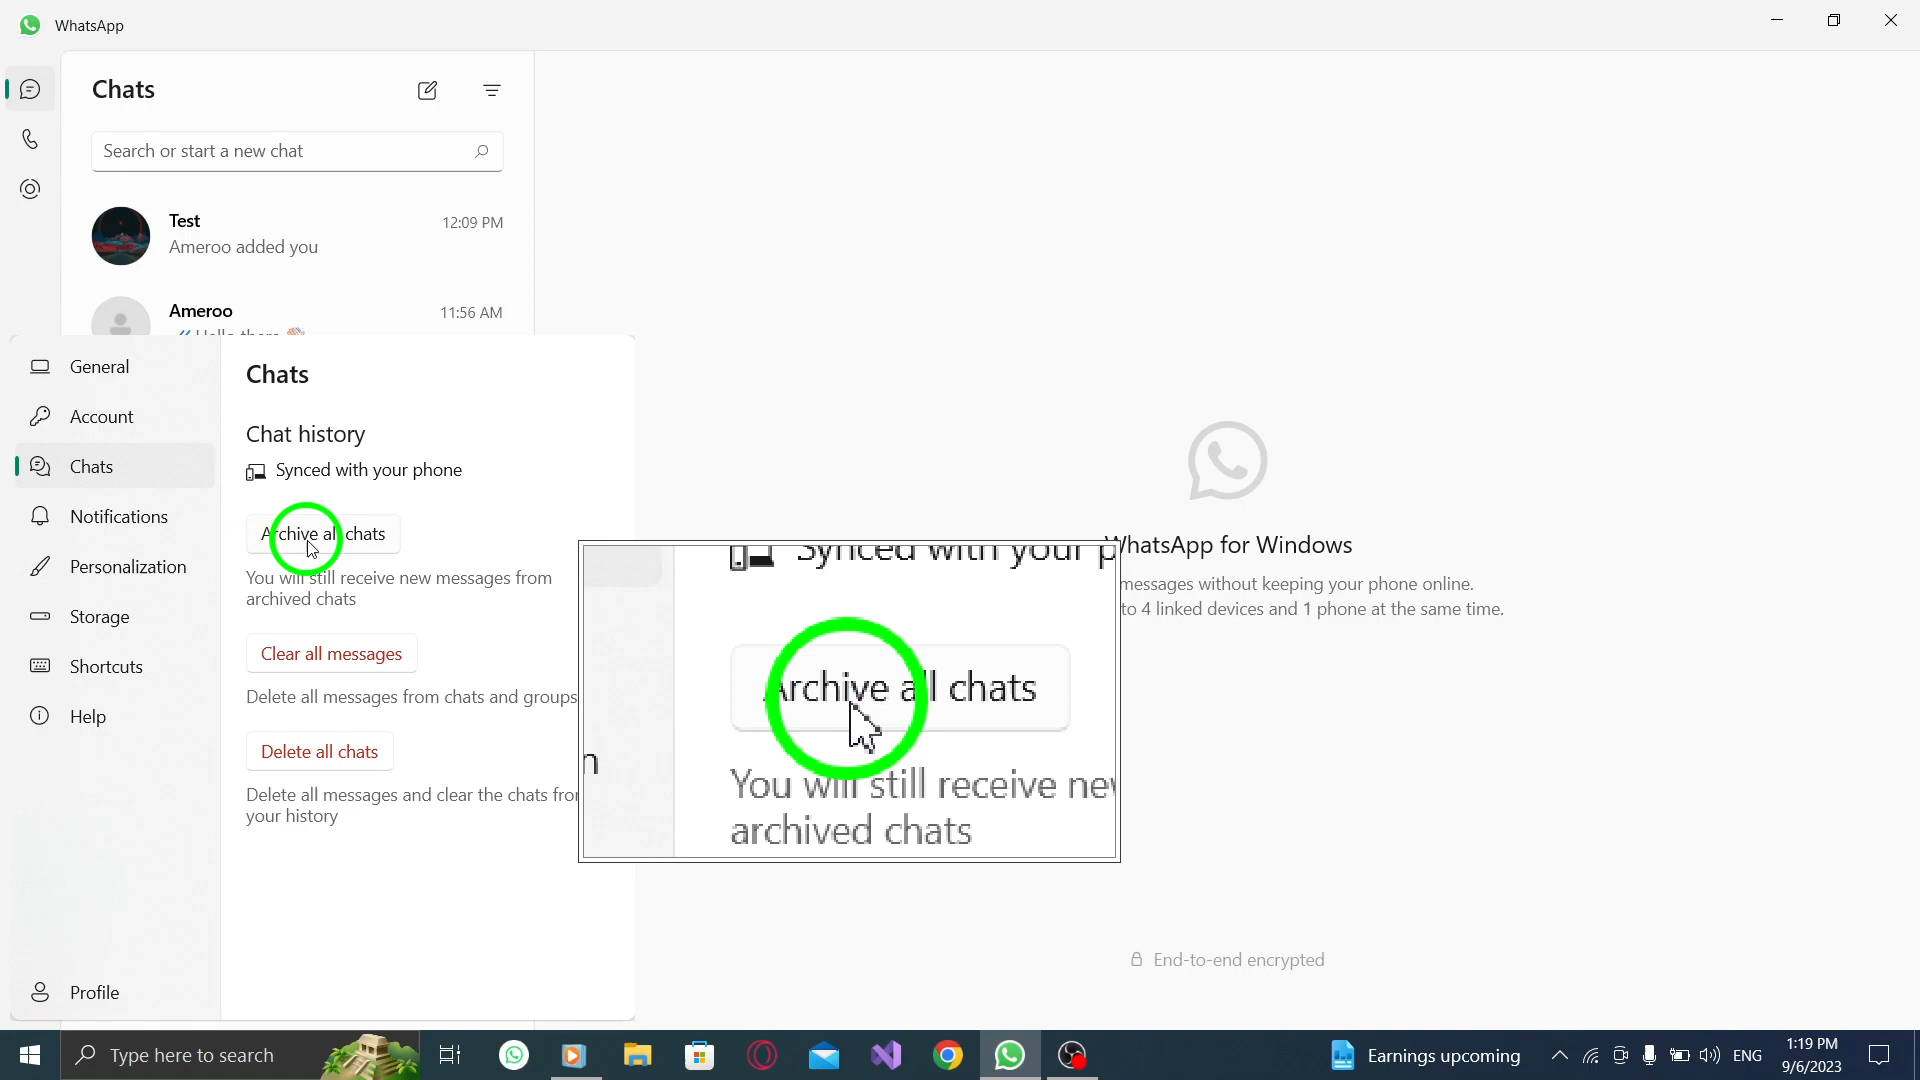 WhatsApp
Chats
Search or start a new chat
Test
12:09 PM
Ameroo added you
Ameroo
11:56 AM
Hello there
General
Account
Chats
Notifications
Personalization
Storage
Shortcuts
Help
Profile
Chats
Chat history
Synced with your phone
Archive all chats
You will still receive new messages from
archived chats
Clear all messages
Delete all messages from chats and groups
Delete all chats
Delete all messages and clear the chats from
your history
Synced with your p
Archive all chats
You will still receive new
archived chats
n
WhatsApp for Windows
messages without keeping your phone online.
to 4 linked devices and 1 phone at the same time.
End-to-end encrypted
Type here to search
Earnings upcoming
ENG
1:19 PM
9/6/2023